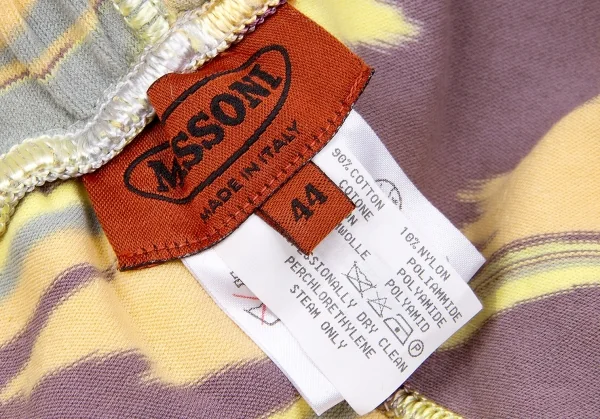 MISSONI
MADE IN ITALY
44
90% COTTON
COTONE
WOLLE
10% NYLON
POLIAMMIDE
POLYAMIDE
POLYAMID
SSIONALLY DRY CLEAN
PERCHLORETHYLENE
STEAM ONLY
P